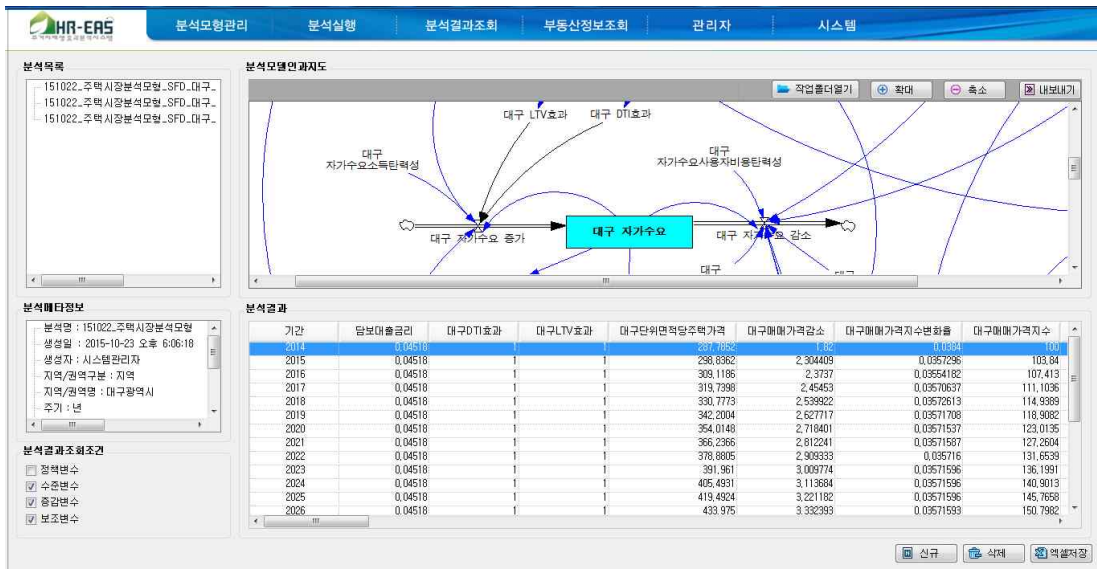 HR-EAS
분석모형관리 분석실행 분석결과조회 부동산정보조회 관리자 시스템
분석목록
151022_주택시장분석모형_SFD_대구_
151022_주택시장분석모형_SFD_대구_
151022_주택시장분석모형_SFD_대구_
분석모델인과지도
작업폴더열기 확대 축소 내보내기
대구 LTV효과 대구 DTI효과
대구
자가수요소득탄력성
대구
자가수요사용자비용탄력성
대구 자가수요 증가
대구 자가수요
대구 자가수요 감소
대구
분석메타정보
분석명 : 151022_주택시장분석모형
생성일 : 2015-10-23 오후 6:06:18
생성자 : 시스템관리자
지역/권역구분 : 지역
지역/권역명 : 대구광역시
주기 : 년
분석결과조회조건
정책변수
수준변수
증감변수
보조변수
분석결과
기간 담보대출금리 대구DTI효과 대구LTV효과 대구단위면적당주택가격 대구매매가격감소 대구매매가격지수변화율 대구매매가격지수
2014 0.04518 1 1 287.7852 1.82 0.0384 100
2015 0.04518 1 1 298.8362 2.304409 0.0357296 103.84
2016 0.04518 1 1 309.1186 2.3737 0.03554182 107.413
2017 0.04518 1 1 319.7398 2.45453 0.03570637 111.1036
2018 0.04518 1 1 330.7773 2.539922 0.03572613 114.9389
2019 0.04518 1 1 342.2004 2.627717 0.03571708 118.9082
2020 0.04518 1 1 354.0148 2.718401 0.03571537 123.0135
2021 0.04518 1 1 366.2366 2.812241 0.03571587 127.2604
2022 0.04518 1 1 378.8805 2.909333 0.035716 131.6539
2023 0.04518 1 1 391.961 3.009774 0.03571596 136.1991
2024 0.04518 1 1 405.4931 3.113684 0.03571596 140.9013
2025 0.04518 1 1 419.4924 3.221182 0.03571596 145.7658
2026 0.04518 1 1 433.975 3.332393 0.03571593 150.7982
신규 삭제 엑셀저장